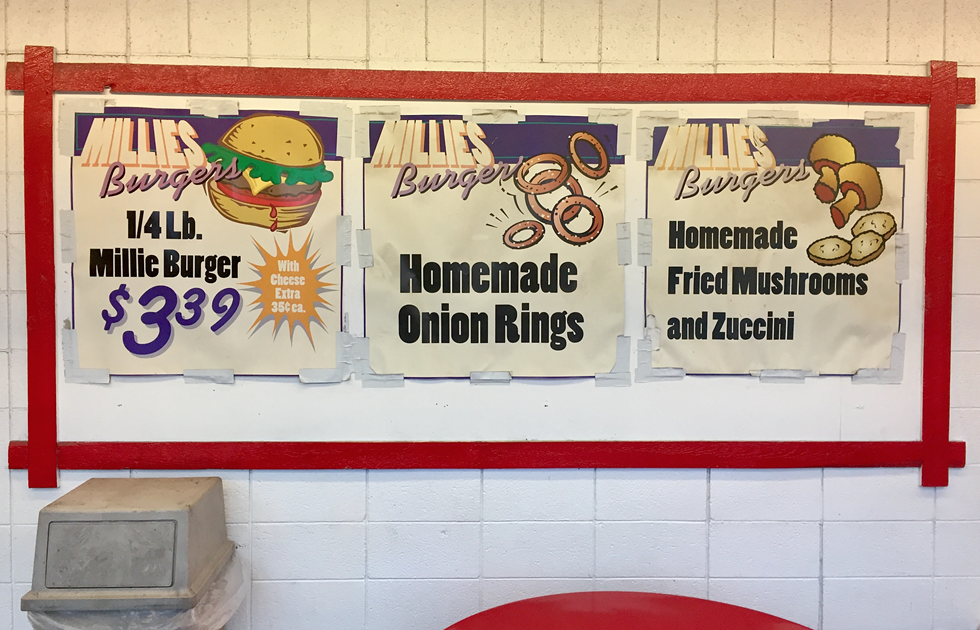 MILLIES
Burgers
1/4 Lb.
Millie Burger
$3.39
With
Cheese
Extra
35¢ ea.
MILLIES
Burgers
Homemade
Onion Rings
MILLIES
Burgers
Homemade
Fried Mushrooms
and Zuccini